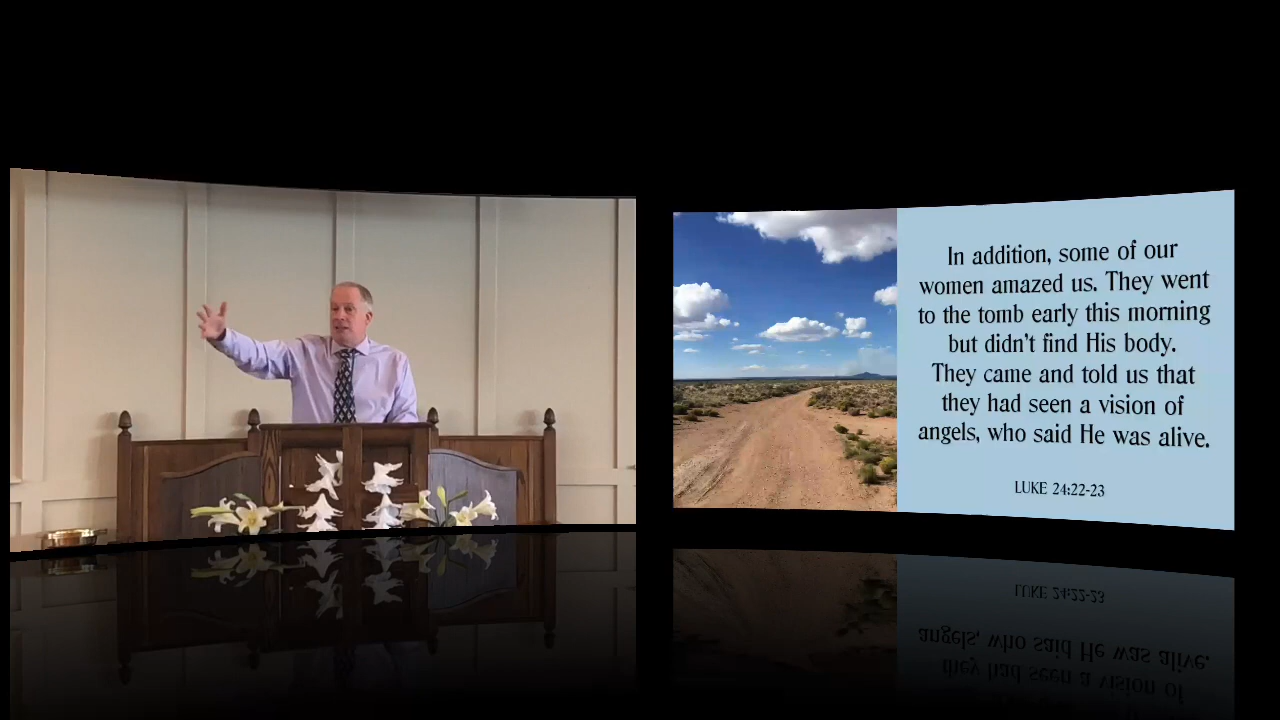 In addition, some of our
women amazed us. They went
to the tomb early this morning
but didn't find His body.
They came and told us that
they had seen a vision of
angels, who said He was alive.
LUKE 24:22-23